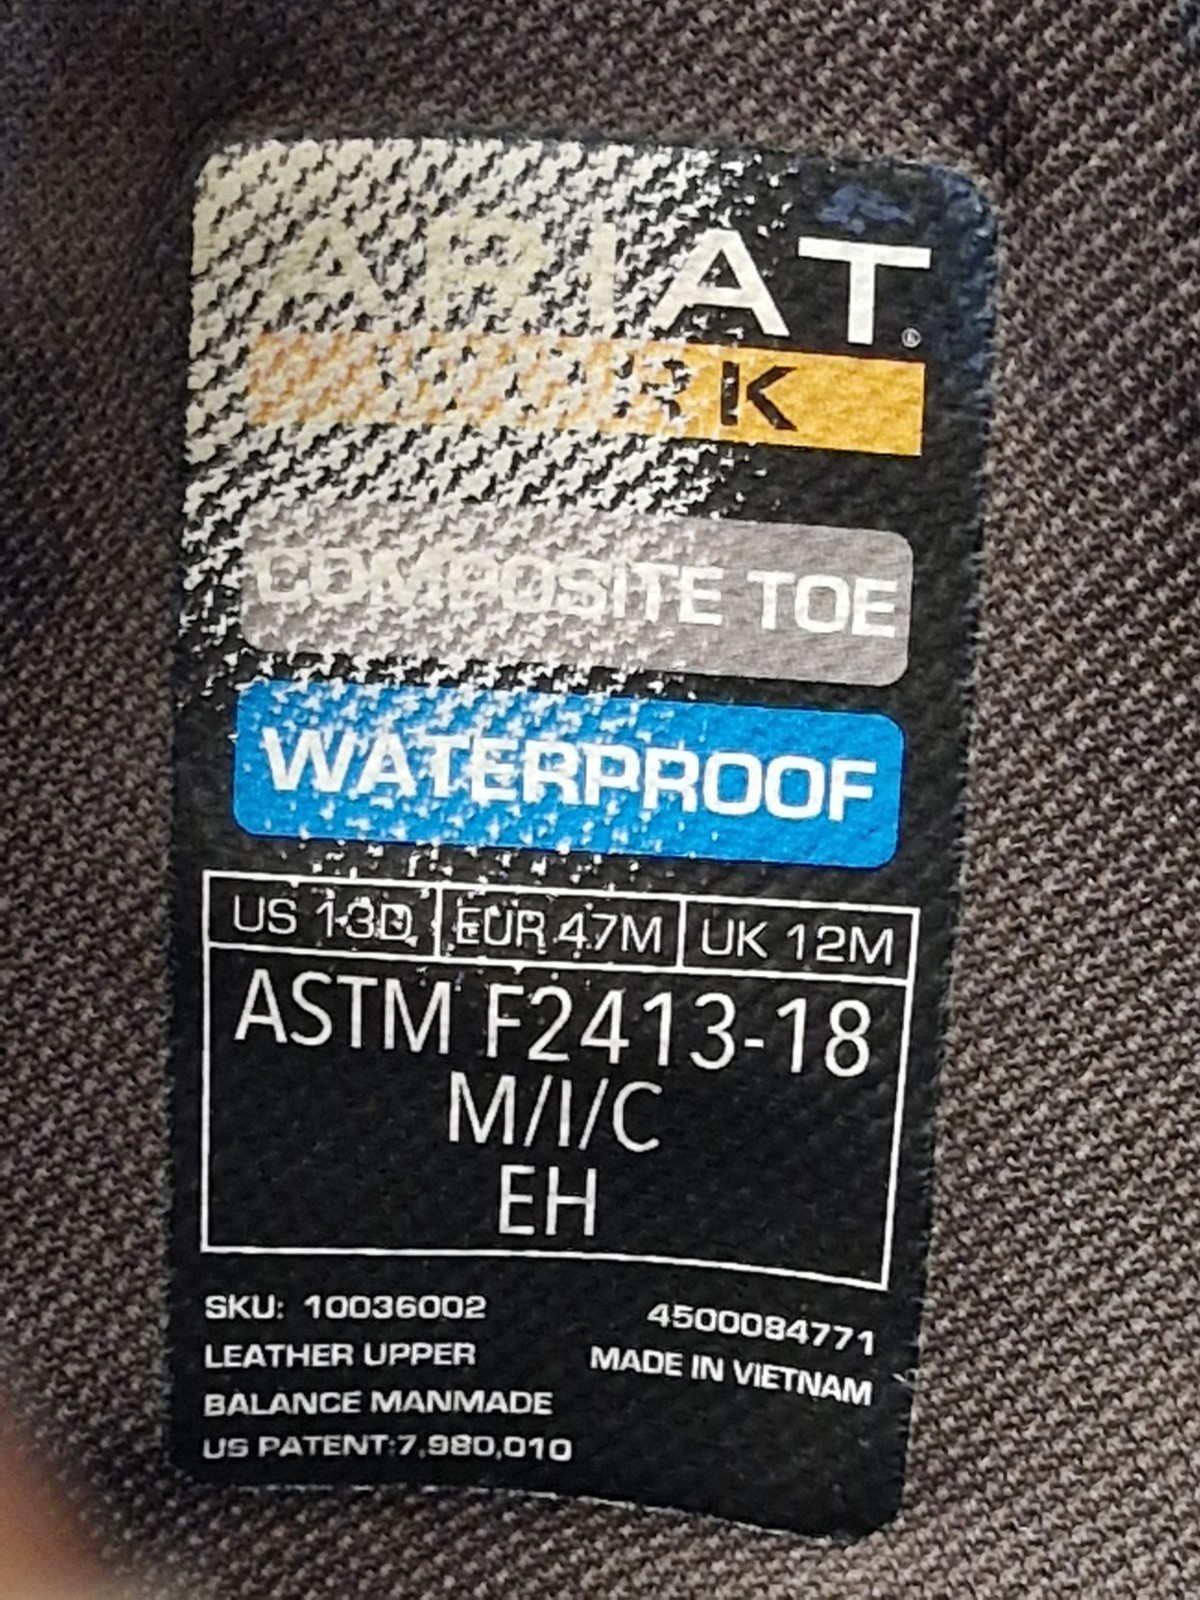 ARIAT®
WORK
COMPOSITE TOE
WATERPROOF
US 13D EUR 47M UK 12M
ASTM F2413-18
M/I/C
EH
SKU: 10036002 4500084771
LEATHER UPPER MADE IN VIETNAM
BALANCE MANMADE
US PATENT:7,980,010